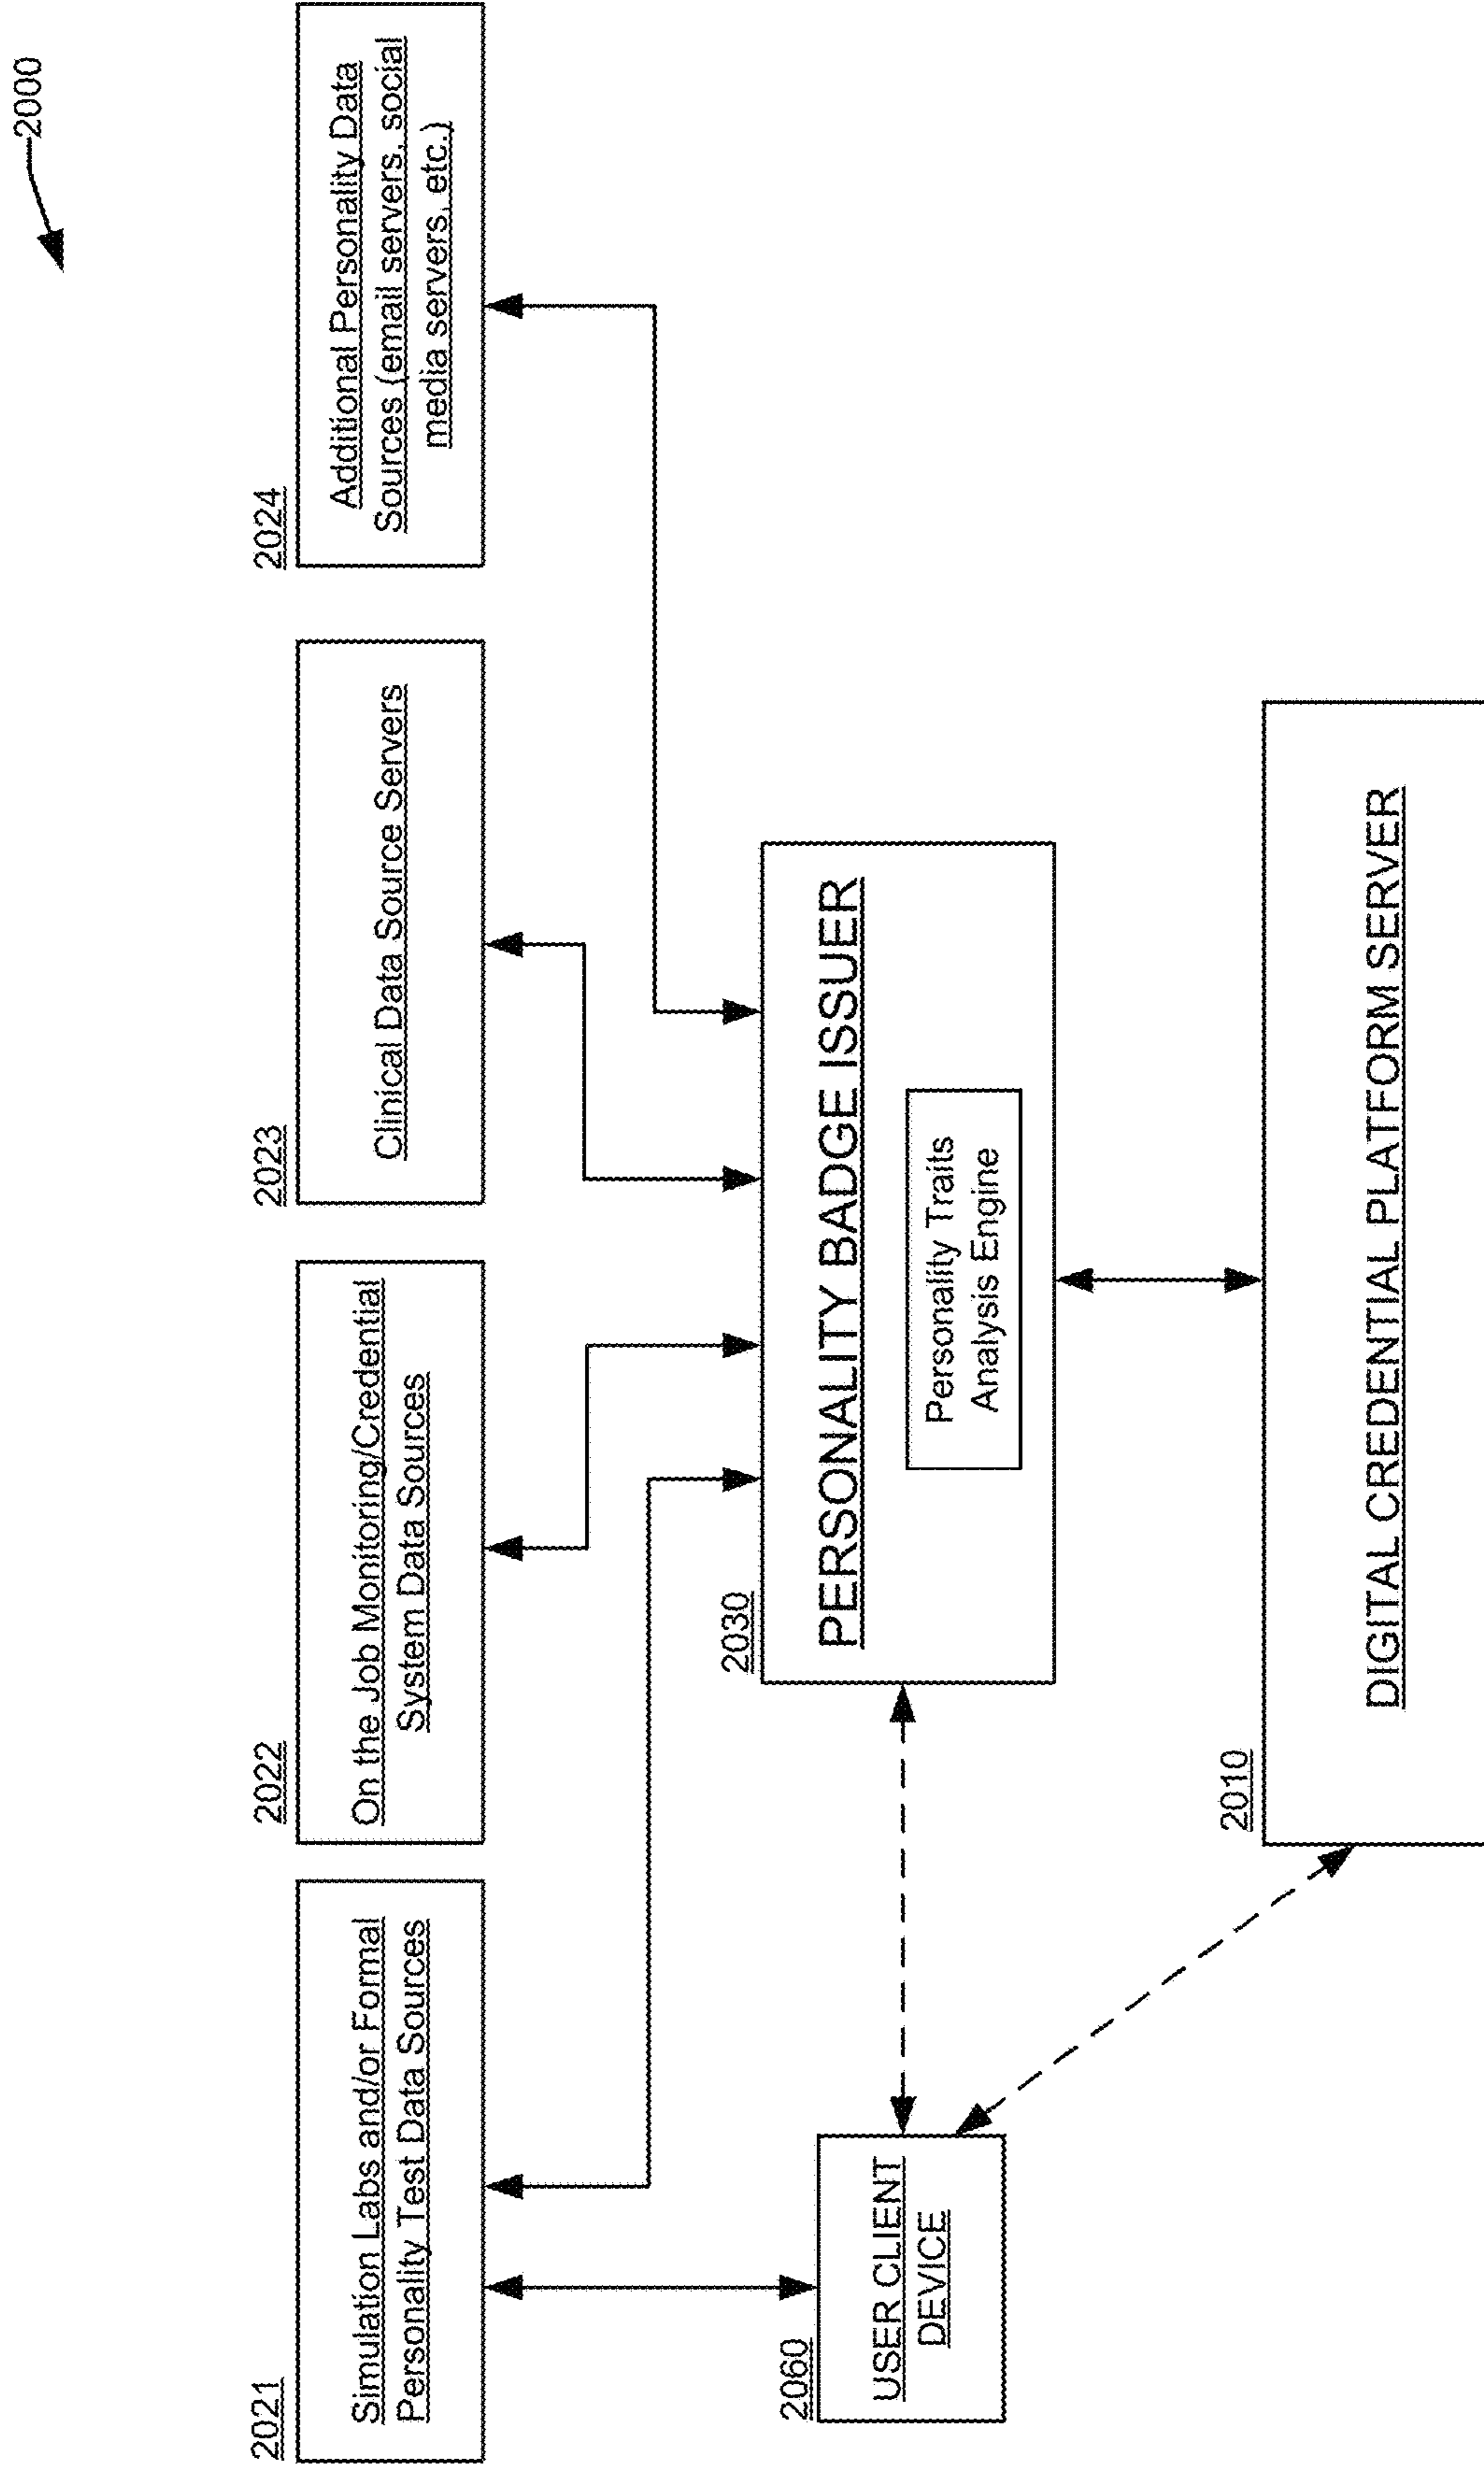 2000
2021
Simulation Labs and/or Formal
Personality Test Data Sources
2022
On the Job Monitoring/Credential
System Data Sources
2023
Clinical Data Source Servers
2024
Additional Personality Data
Sources (email servers, social
media servers, etc.)
2030
PERSONALITY BADGE ISSUER
Personality Traits
Analysis Engine
2060
USER CLIENT
DEVICE
2010
DIGITAL CREDENTIAL PLATFORM SERVER